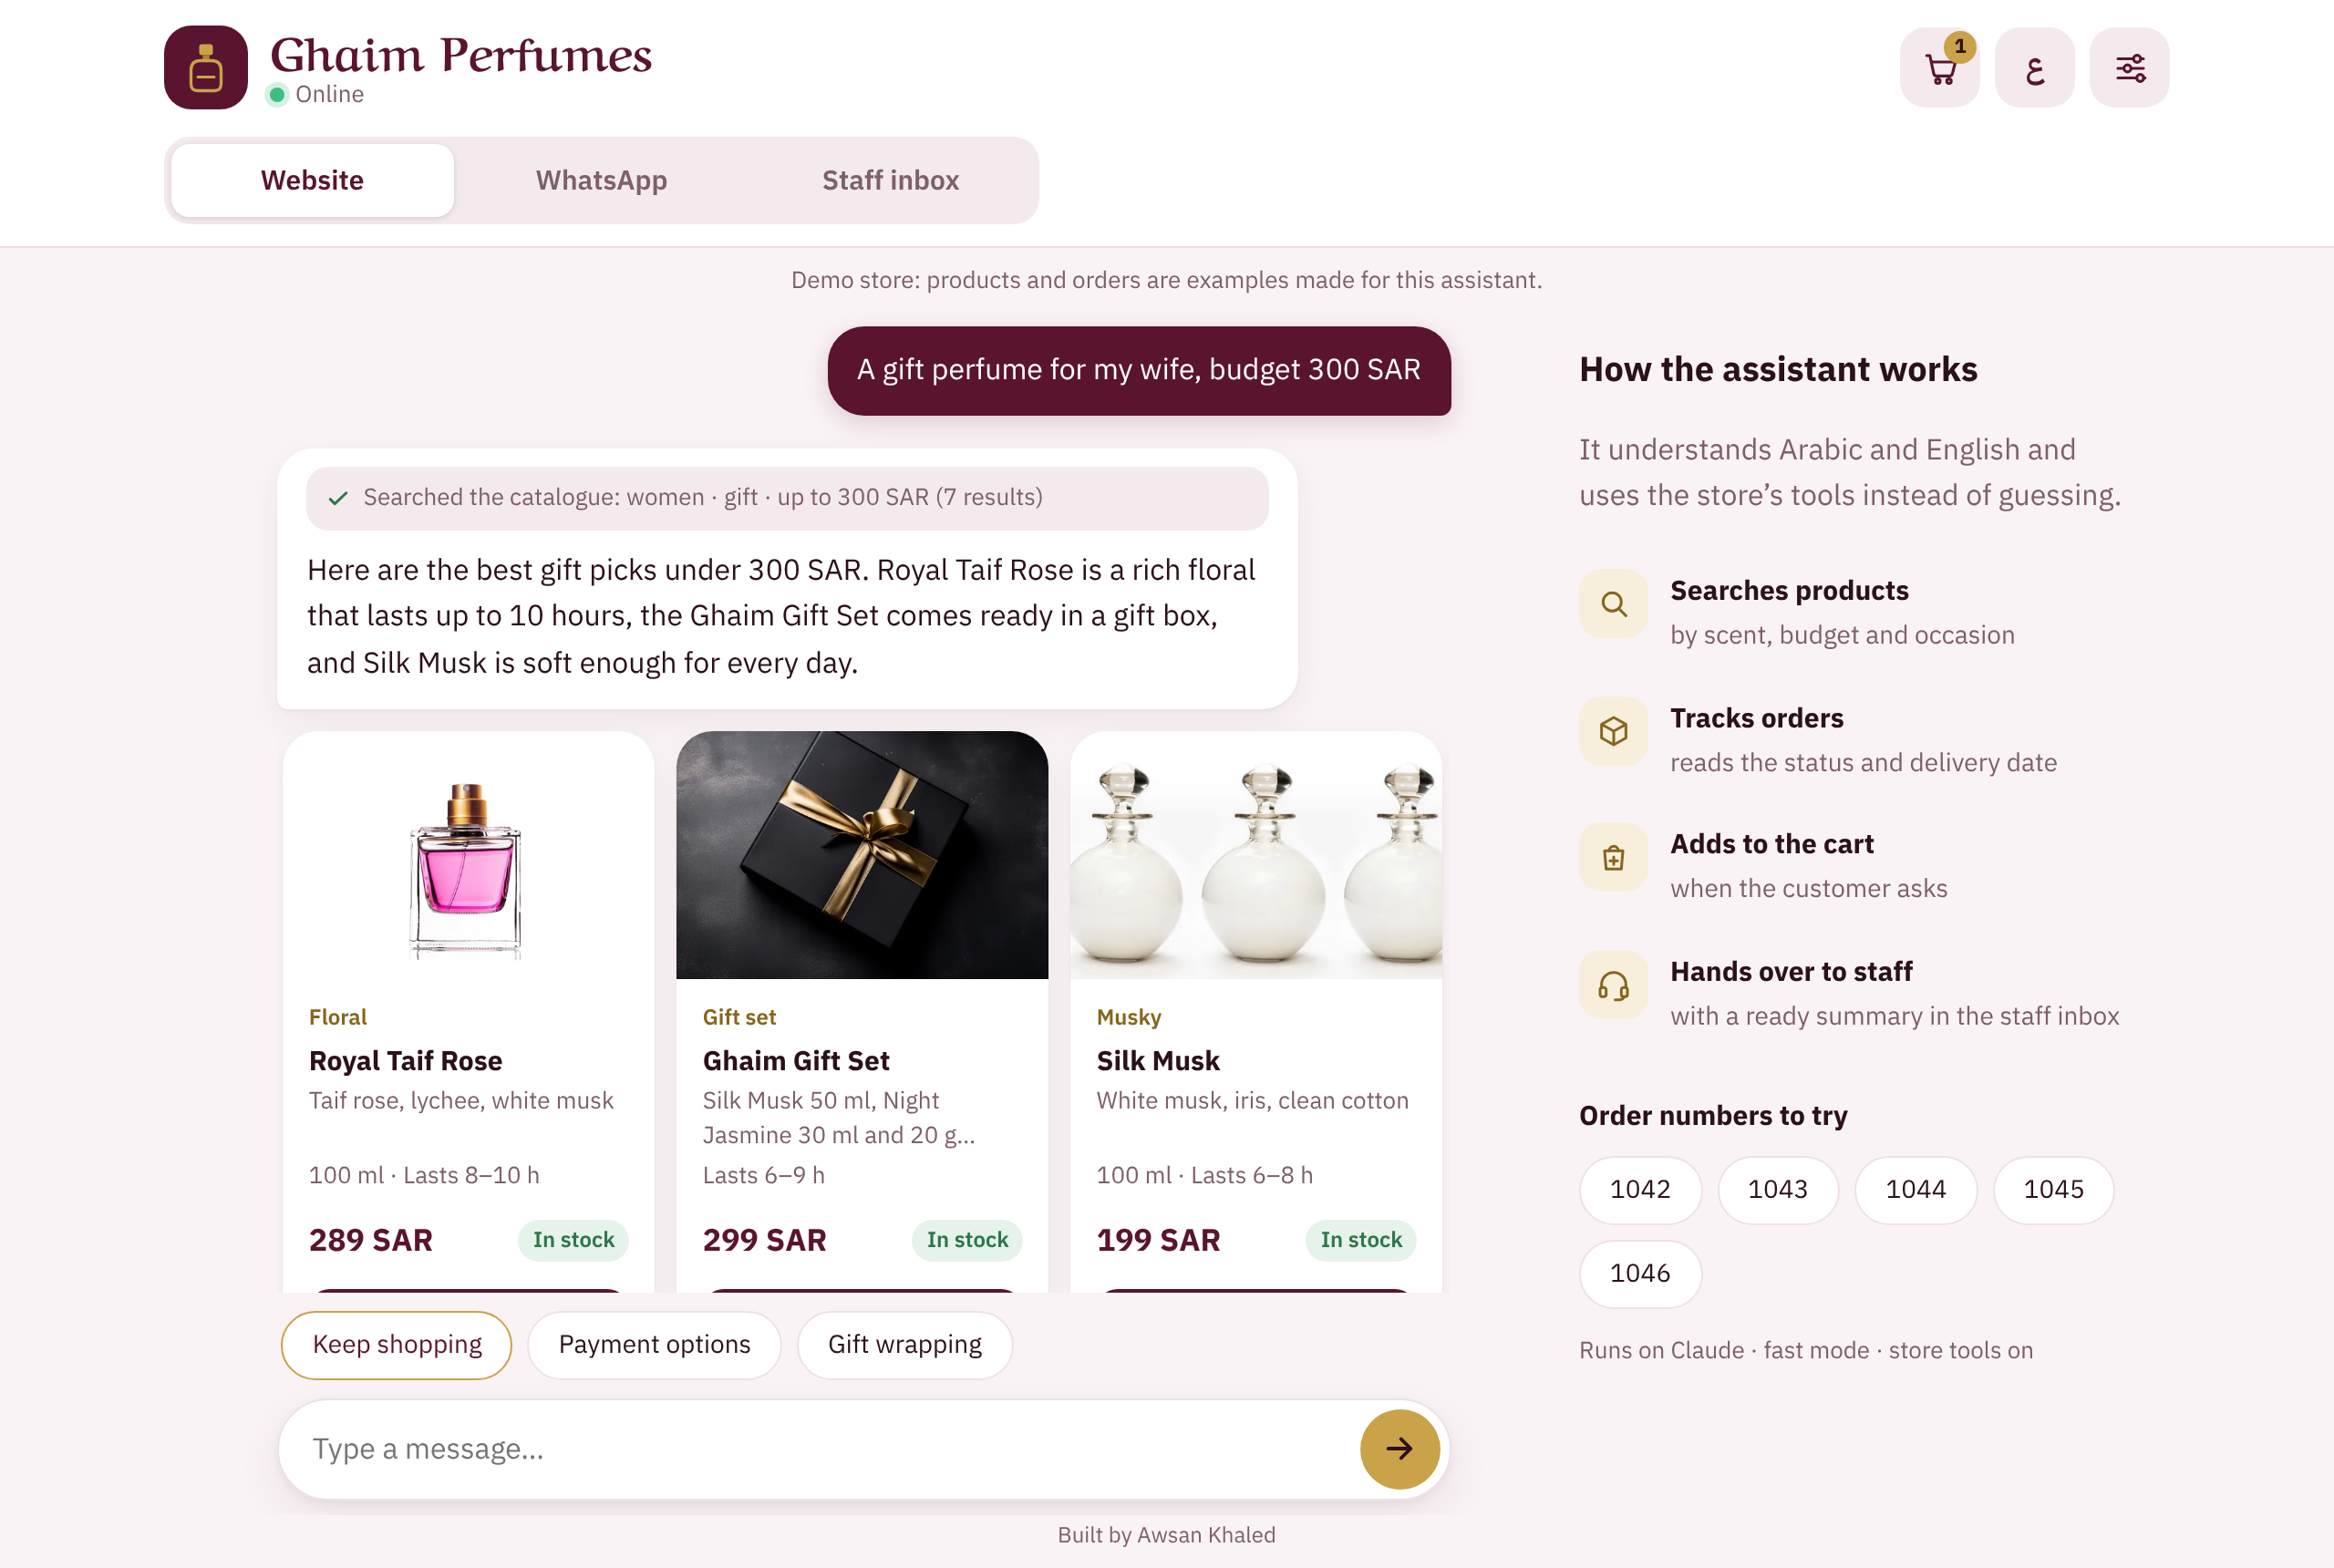 Ghaim Perfumes
Online
1
ع
Website
WhatsApp
Staff inbox
Demo store: products and orders are examples made for this assistant.
A gift perfume for my wife, budget 300 SAR
Searched the catalogue: women · gift · up to 300 SAR (7 results)
Here are the best gift picks under 300 SAR. Royal Taif Rose is a rich floral
that lasts up to 10 hours, the Ghaim Gift Set comes ready in a gift box,
and Silk Musk is soft enough for every day.
Floral
Royal Taif Rose
Taif rose, lychee, white musk
100 ml · Lasts 8–10 h
289 SAR
In stock
Gift set
Ghaim Gift Set
Silk Musk 50 ml, Night
Jasmine 30 ml and 20 g...
Lasts 6–9 h
299 SAR
In stock
Musky
Silk Musk
White musk, iris, clean cotton
100 ml · Lasts 6–8 h
199 SAR
In stock
Keep shopping
Payment options
Gift wrapping
Type a message...
How the assistant works
It understands Arabic and English and
uses the store’s tools instead of guessing.
Searches products
by scent, budget and occasion
Tracks orders
reads the status and delivery date
Adds to the cart
when the customer asks
Hands over to staff
with a ready summary in the staff inbox
Order numbers to try
1042
1043
1044
1045
1046
Runs on Claude · fast mode · store tools on
Built by Awsan Khaled